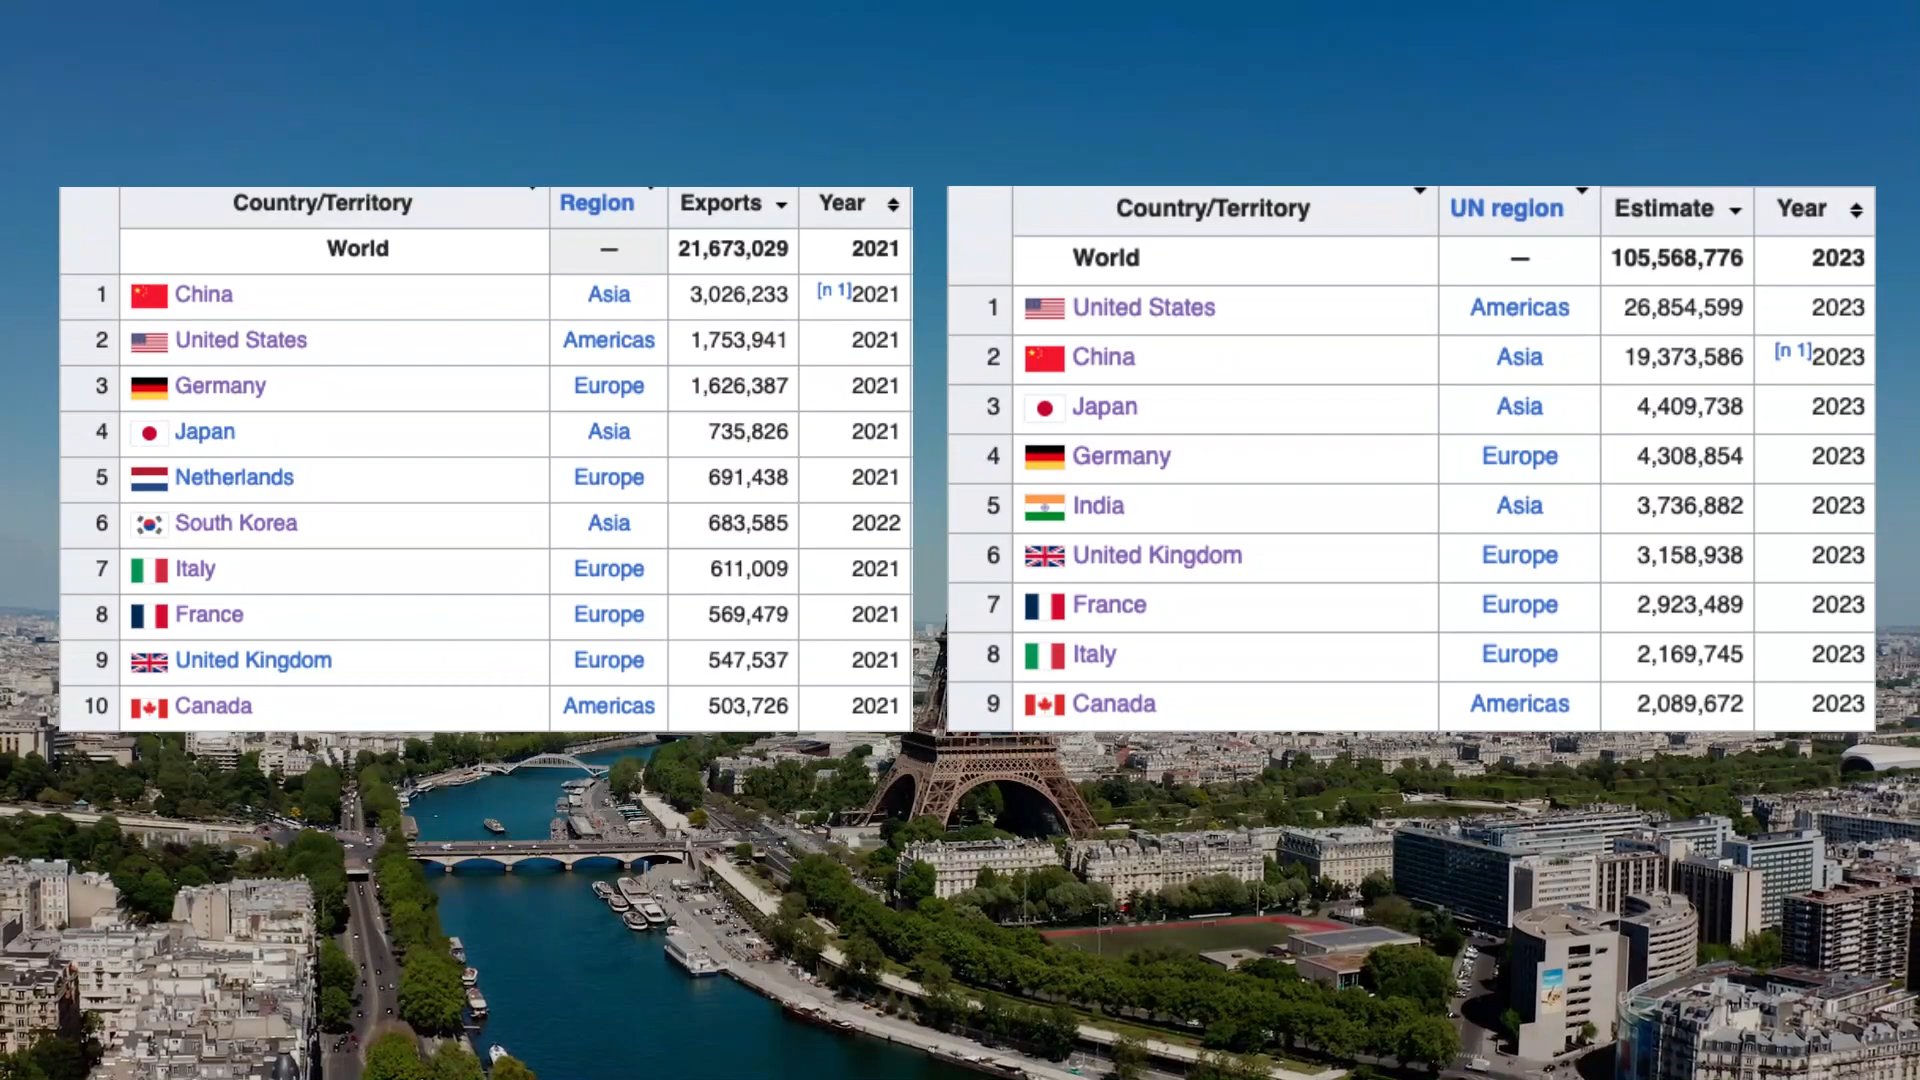 Country/Territory Region Exports Year
World — 21,673,029 2021
1 China Asia 3,026,233 [n 1]2021
2 United States Americas 1,753,941 2021
3 Germany Europe 1,626,387 2021
4 Japan Asia 735,826 2021
5 Netherlands Europe 691,438 2021
6 South Korea Asia 683,585 2022
7 Italy Europe 611,009 2021
8 France Europe 569,479 2021
9 United Kingdom Europe 547,537 2021
10 Canada Americas 503,726 2021
Country/Territory UN region Estimate Year
World — 105,568,776 2023
1 United States Americas 26,854,599 2023
2 China Asia 19,373,586 [n 1]2023
3 Japan Asia 4,409,738 2023
4 Germany Europe 4,308,854 2023
5 India Asia 3,736,882 2023
6 United Kingdom Europe 3,158,938 2023
7 France Europe 2,923,489 2023
8 Italy Europe 2,169,745 2023
9 Canada Americas 2,089,672 2023